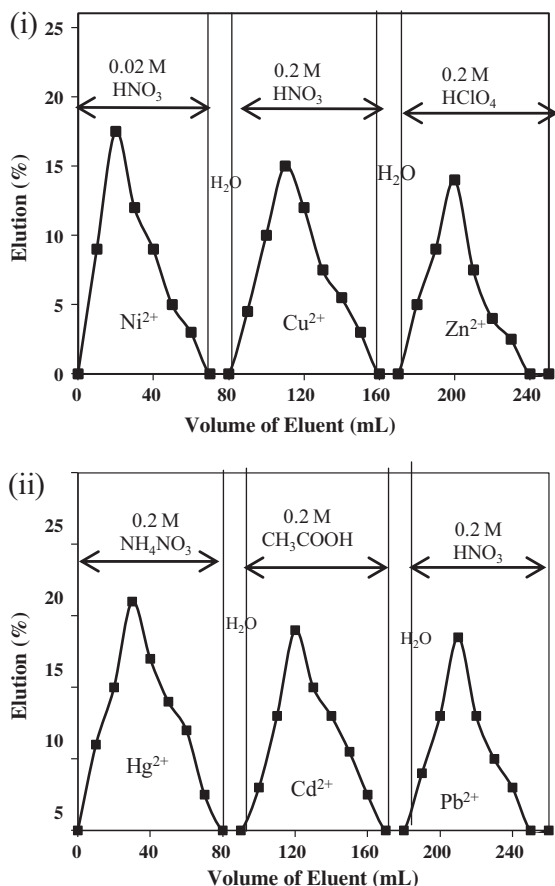 (i)
25
20
15
10
5
0
Elution (%)
0.02 M
HNO₃
H₂O
0.2 M
HNO₃
H₂O
0.2 M
HClO₄
Ni²⁺
Cu²⁺
Zn²⁺
0
40
80
120
160
200
240
Volume of Eluent (mL)
(ii)
25
20
15
10
5
Elution (%)
0.2 M
NH₄NO₃
H₂O
0.2 M
CH₃COOH
H₂O
0.2 M
HNO₃
Hg²⁺
Cd²⁺
Pb²⁺
0
40
80
120
160
200
240
Volume of Eluent (mL)